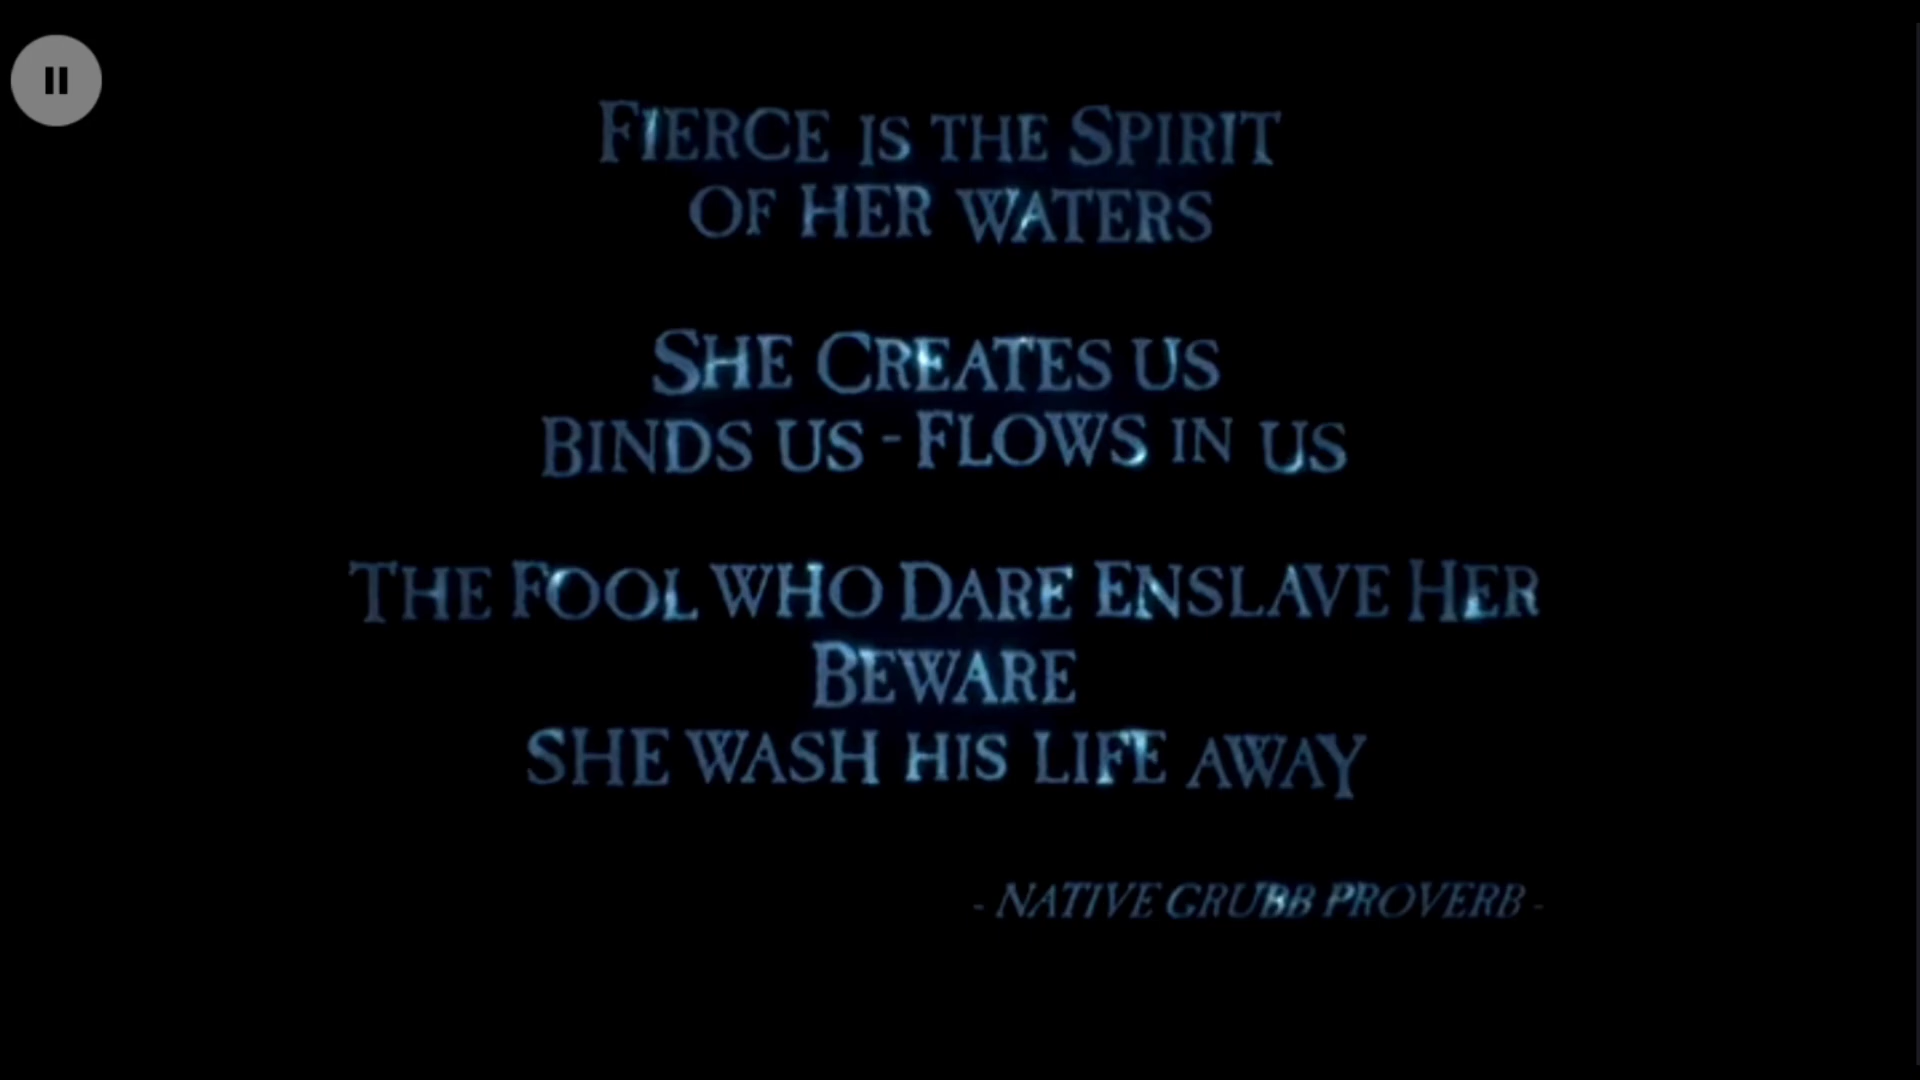 Fierce is the Spirit
of her waters
She Creates us
Binds us - Flows in us
The Fool who Dare Enslave Her
Beware
she wash his life away
- Native Grubb Proverb -